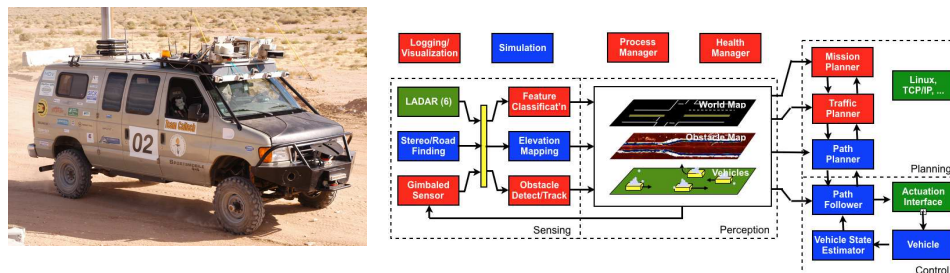 Team Caltech
02
Logging/
Visualization
Simulation
Process
Manager
Health
Manager
LADAR (6)
Feature
Classificat'n
Stereo/Road
Finding
Elevation
Mapping
Gimbaled
Sensor
Obstacle
Detect/Track
Sensing
World Map
Obstacle Map
Vehicles
Perception
Mission
Planner
Traffic
Planner
Path
Planner
Linux,
TCP/IP, ...
Planning
Path
Follower
Actuation
Interface
Vehicle State
Estimator
Vehicle
Control